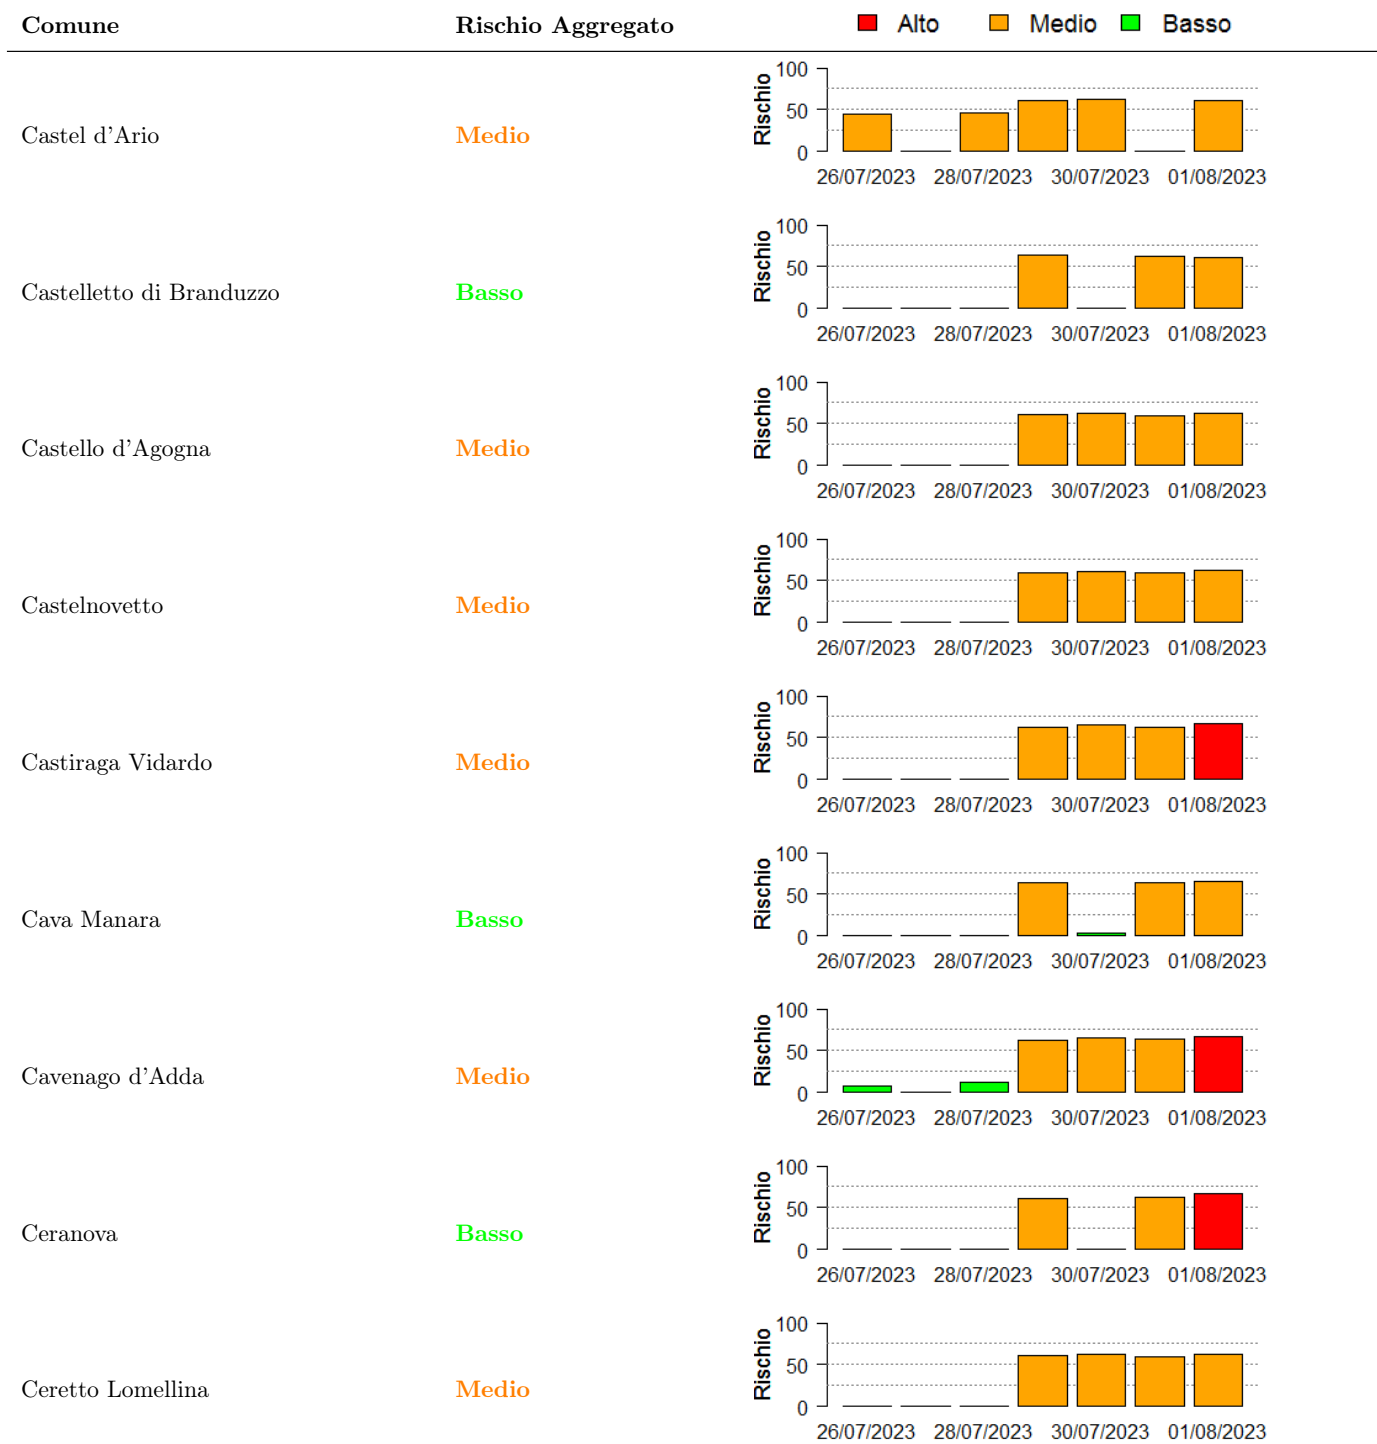 Comune Rischio Aggregato Alto Medio Basso
Castel d'Ario Medio
Rischio
100
50
0
26/07/2023 28/07/2023 30/07/2023 01/08/2023
Castelletto di Branduzzo Basso
Rischio
100
50
0
26/07/2023 28/07/2023 30/07/2023 01/08/2023
Castello d'Agogna Medio
Rischio
100
50
0
26/07/2023 28/07/2023 30/07/2023 01/08/2023
Castelnovetto Medio
Rischio
100
50
0
26/07/2023 28/07/2023 30/07/2023 01/08/2023
Castiraga Vidardo Medio
Rischio
100
50
0
26/07/2023 28/07/2023 30/07/2023 01/08/2023
Cava Manara Basso
Rischio
100
50
0
26/07/2023 28/07/2023 30/07/2023 01/08/2023
Cavenago d'Adda Medio
Rischio
100
50
0
26/07/2023 28/07/2023 30/07/2023 01/08/2023
Ceranova Basso
Rischio
100
50
0
26/07/2023 28/07/2023 30/07/2023 01/08/2023
Ceretto Lomellina Medio
Rischio
100
50
0
26/07/2023 28/07/2023 30/07/2023 01/08/2023